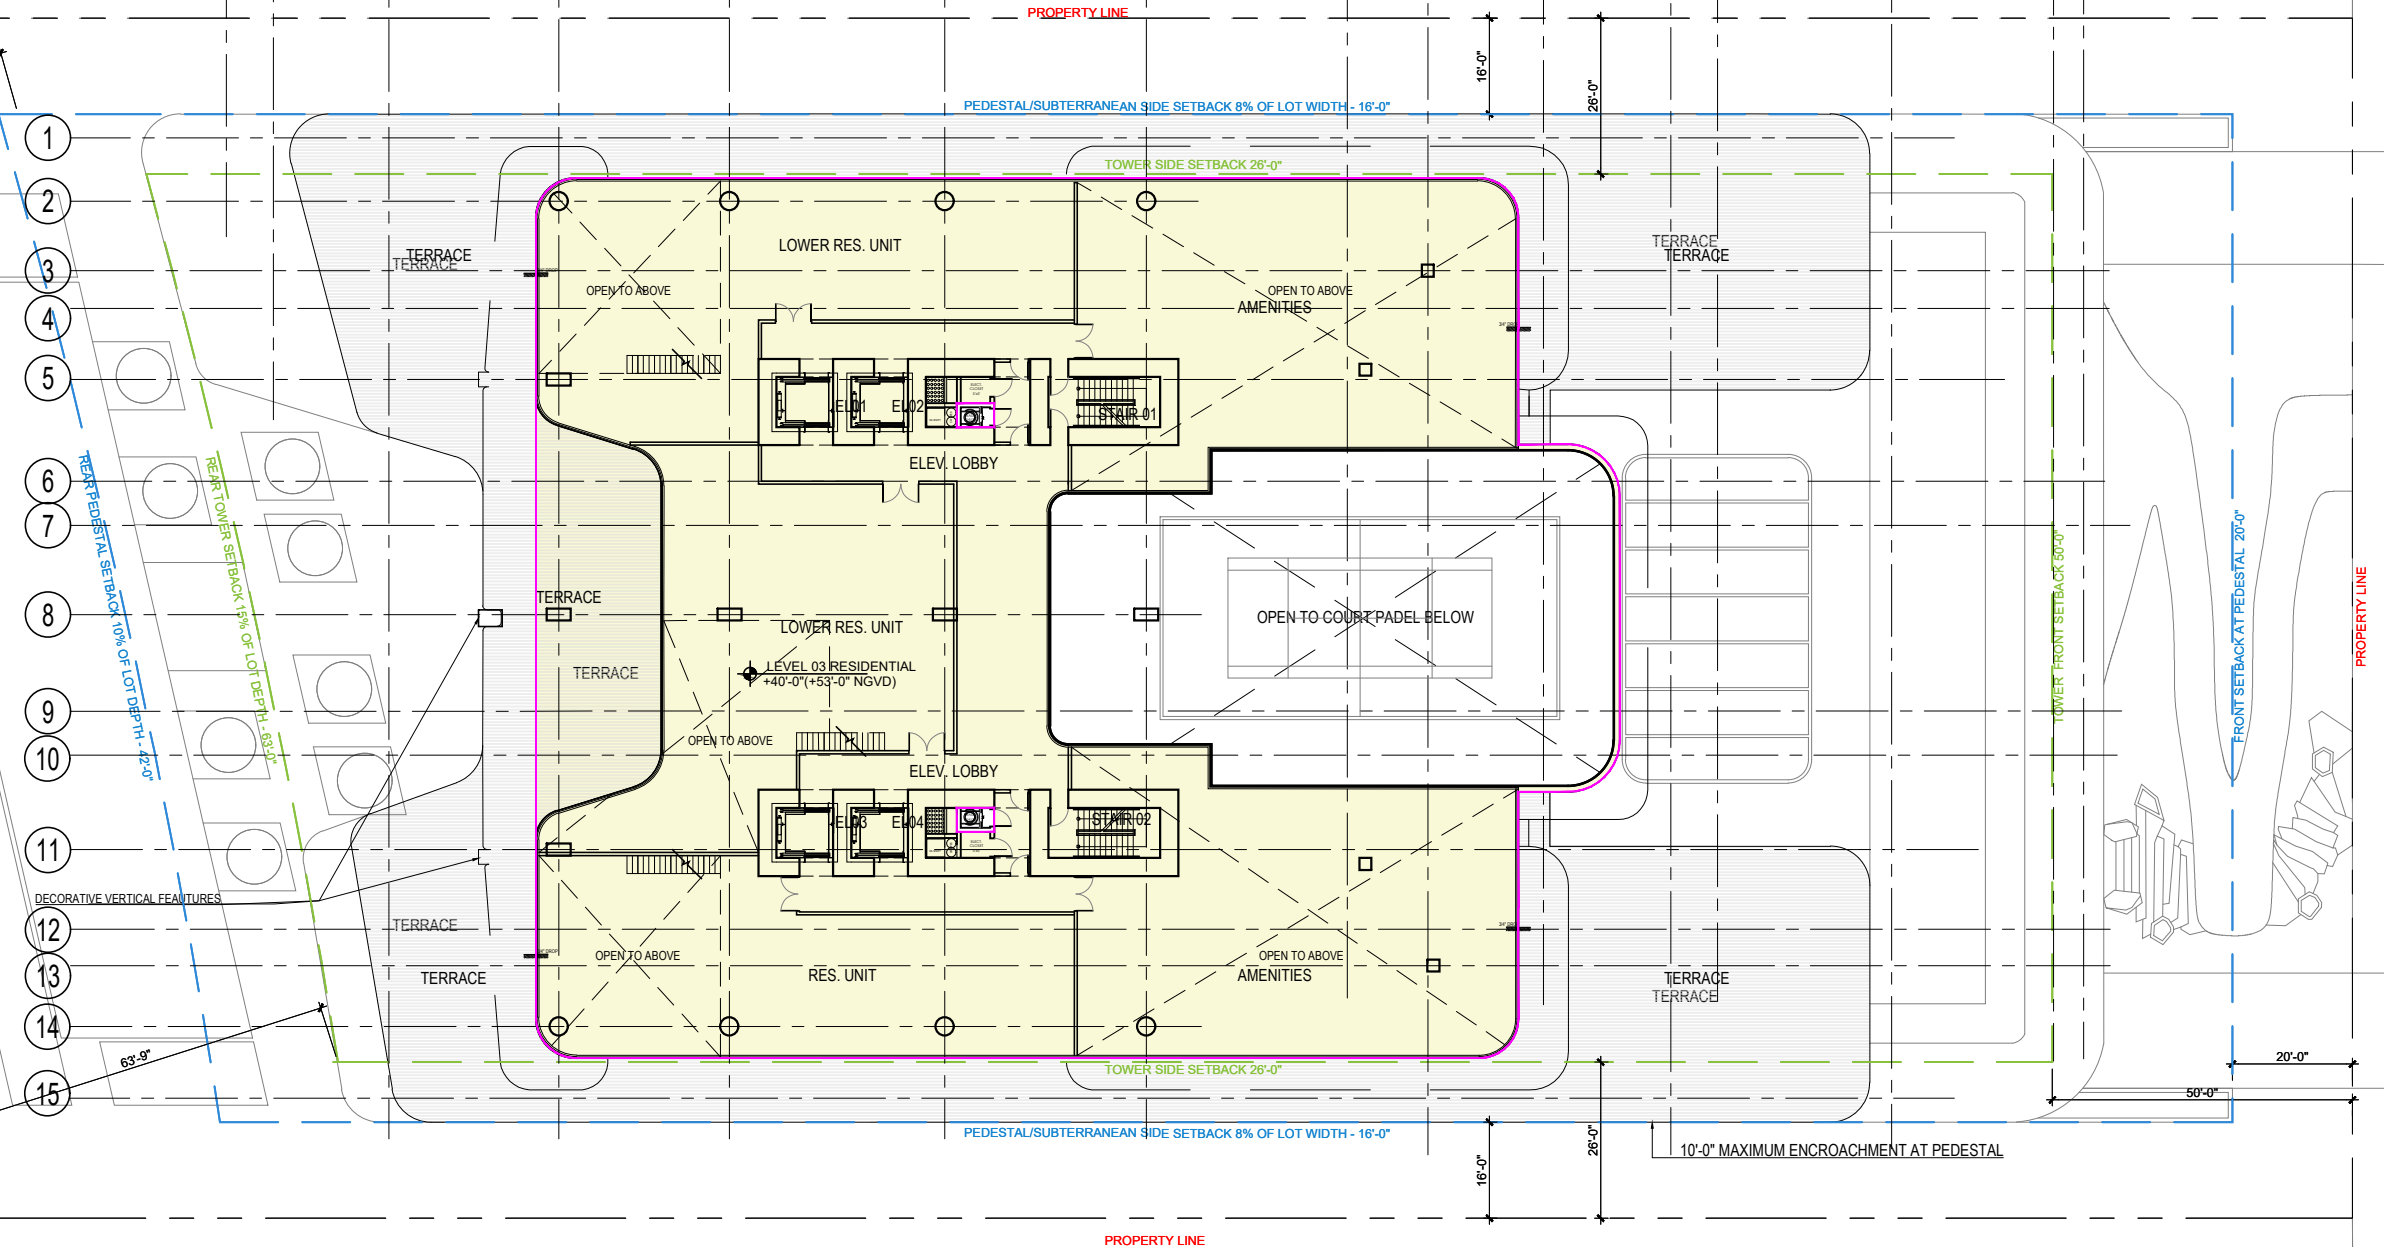 PROPERTY LINE
16'-0"
26'-0"
PEDESTAL/SUBTERRANEAN SIDE SETBACK 8% OF LOT WIDTH - 16'-0"
1
TOWER SIDE SETBACK 26'-0"
2
LOWER RES. UNIT
TERRACE
TERRACE
TERRACE
TERRACE
3
OPEN TO ABOVE
OPEN TO ABOVE
AMENITIES
4
5
EL01
EL02
STAIR 01
ELEV. LOBBY
6
7
REAR PEDESTAL SETBACK 10% OF LOT DEPTH - 42'-0"
REAR TOWER SETBACK 15% OF LOT DEPTH - 63'-0"
TERRACE
8
OPEN TO COURT PADEL BELOW
LOWER RES. UNIT
TERRACE
LEVEL 03 RESIDENTIAL
+40'-0"(+53'-0" NGVD)
TOWER FRONT SETBACK 50'-0"
FRONT SETBACK AT PEDESTAL 20'-0"
PROPERTY LINE
9
OPEN TO ABOVE
10
ELEV. LOBBY
EL03
EL04
STAIR 02
11
DECORATIVE VERTICAL FEAUTURES
12
TERRACE
OPEN TO ABOVE
OPEN TO ABOVE
13
TERRACE
RES. UNIT
AMENITIES
TERRACE
TERRACE
14
63'-9"
20'-0"
TOWER SIDE SETBACK 26'-0"
15
50'-0"
PEDESTAL/SUBTERRANEAN SIDE SETBACK 8% OF LOT WIDTH - 16'-0"
26'-0"
10'-0" MAXIMUM ENCROACHMENT AT PEDESTAL
16'-0"
PROPERTY LINE